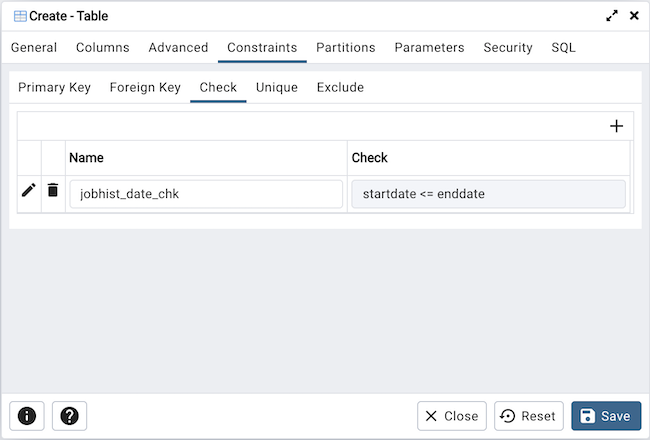 Create - Table
General Columns Advanced Constraints Partitions Parameters Security SQL
Primary Key Foreign Key Check Unique Exclude
Name Check
jobhist_date_chk startdate <= enddate
Close Reset Save